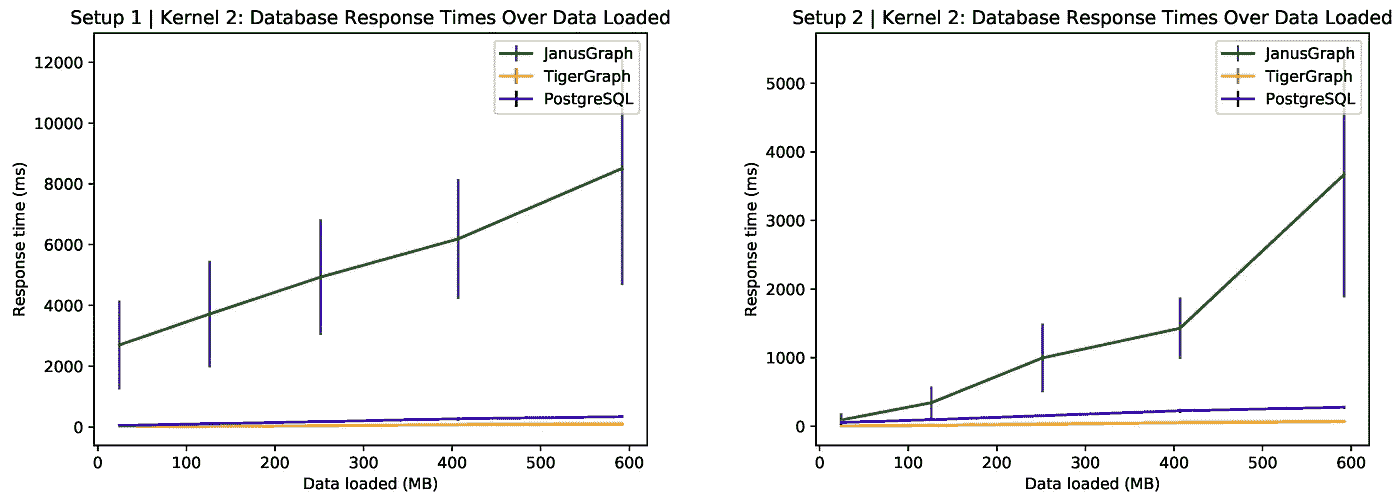 Setup 1 | Kernel 2: Database Response Times Over Data Loaded
JanusGraph
TigerGraph
PostgreSQL
12000
10000
8000
6000
4000
2000
0
Response time (ms)
0 100 200 300 400 500 600
Data loaded (MB)
Setup 2 | Kernel 2: Database Response Times Over Data Loaded
JanusGraph
TigerGraph
PostgreSQL
5000
4000
3000
2000
1000
0
Response time (ms)
0 100 200 300 400 500 600
Data loaded (MB)